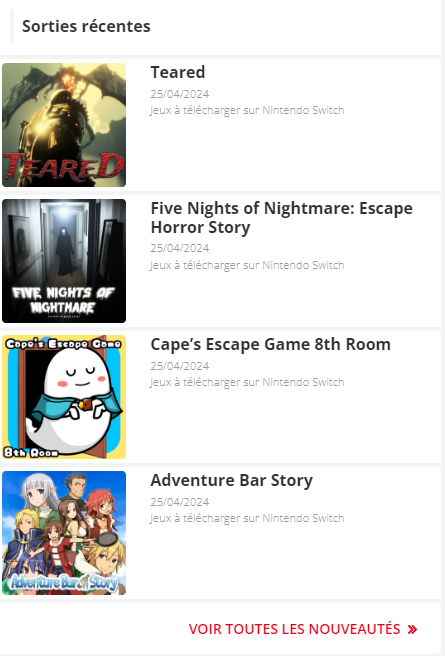 Sorties récentes
TEARED
Teared
25/04/2024
Jeux à télécharger sur Nintendo Switch
FIVE NIGHTS OF
NIGHTMARE
Five Nights of Nightmare: Escape
Horror Story
25/04/2024
Jeux à télécharger sur Nintendo Switch
Cape's Escape Game
8th Room
Cape’s Escape Game 8th Room
25/04/2024
Jeux à télécharger sur Nintendo Switch
Adventure Bar Story
Adventure Bar Story
25/04/2024
Jeux à télécharger sur Nintendo Switch
VOIR TOUTES LES NOUVEAUTÉS »